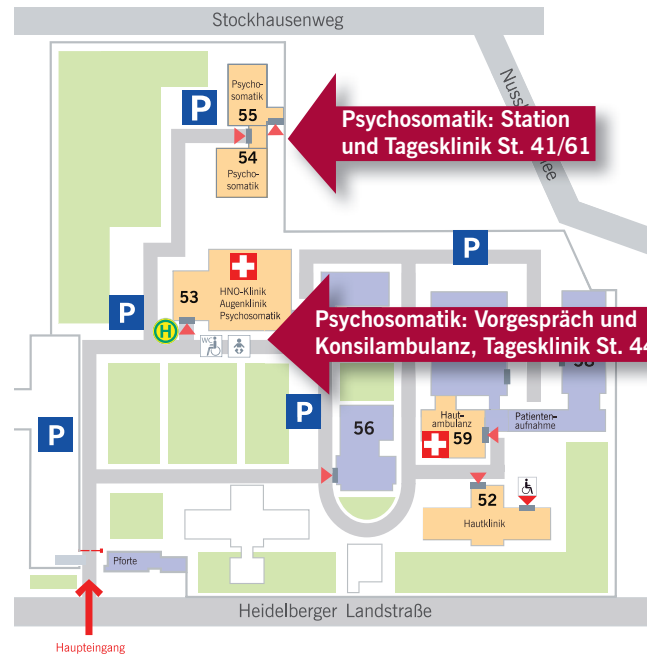 Stockhausenweg
P
Psycho-
somatik
55
54
Psycho-
somatik
Psychosomatik: Station
und Tagesklinik St. 41/61
P
53
HNO-Klinik
Augenklinik
Psychosomatik
P
H
WC
Psychosomatik: Vorgespräch und
Konsilambulanz, Tagesklinik St. 44
P
P
56
Haut-
ambulanz
59
Patienten-
aufnahme
52
Hautklinik
Pforte
Heidelberger Landstraße
Haupteingang